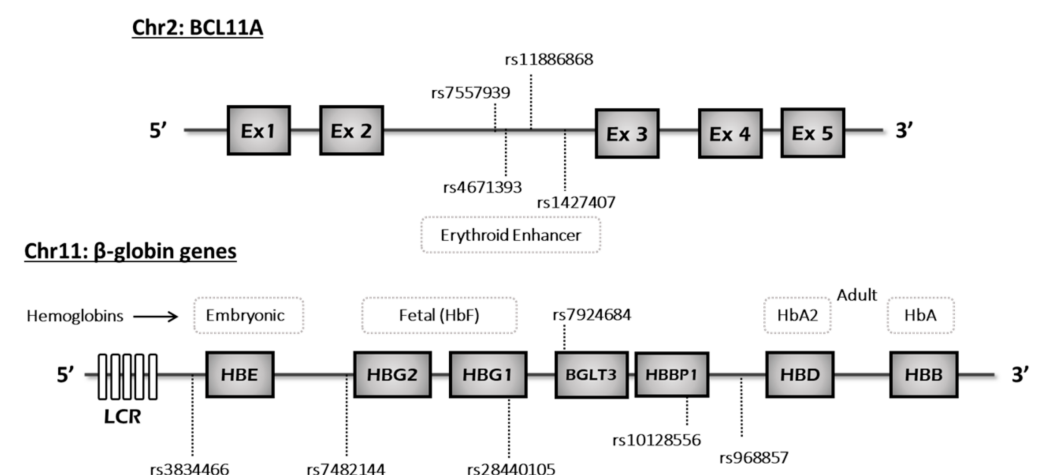 Chr2: BCL11A
rs11886868
rs7557939
5’ Ex1 Ex 2 Ex 3 Ex 4 Ex 5 3’
rs4671393
rs1427407
Erythroid Enhancer
Chr11: β-globin genes
Adult
Hemoglobins Embryonic Fetal (HbF) rs7924684 HbA2 HbA
5’ HBE HBG2 HBG1 BGLT3 HBBP1 HBD HBB 3’
LCR
rs10128556
rs968857
rs3834466 rs7482144 rs28440105